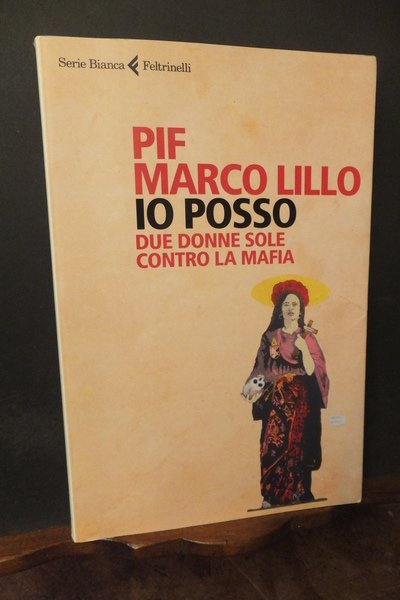 Serie Bianca Feltrinelli
PIF
MARCO LILLO
IO POSSO
DUE DONNE SOLE
CONTRO LA MAFIA